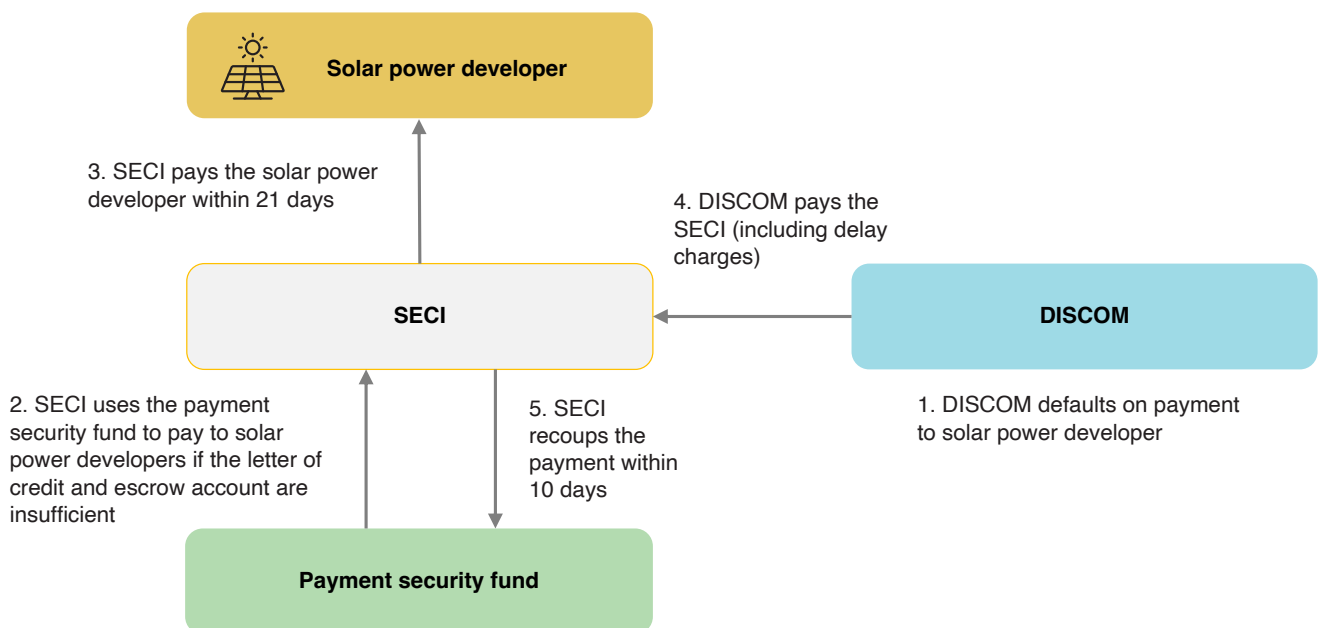 Solar power developer
3. SECI pays the solar power
developer within 21 days
4. DISCOM pays the
SECI (including delay
charges)
SECI
DISCOM
2. SECI uses the payment
security fund to pay to solar
power developers if the letter of
credit and escrow account are
insufficient
5. SECI
recoups the
payment within
10 days
1. DISCOM defaults on payment
to solar power developer
Payment security fund